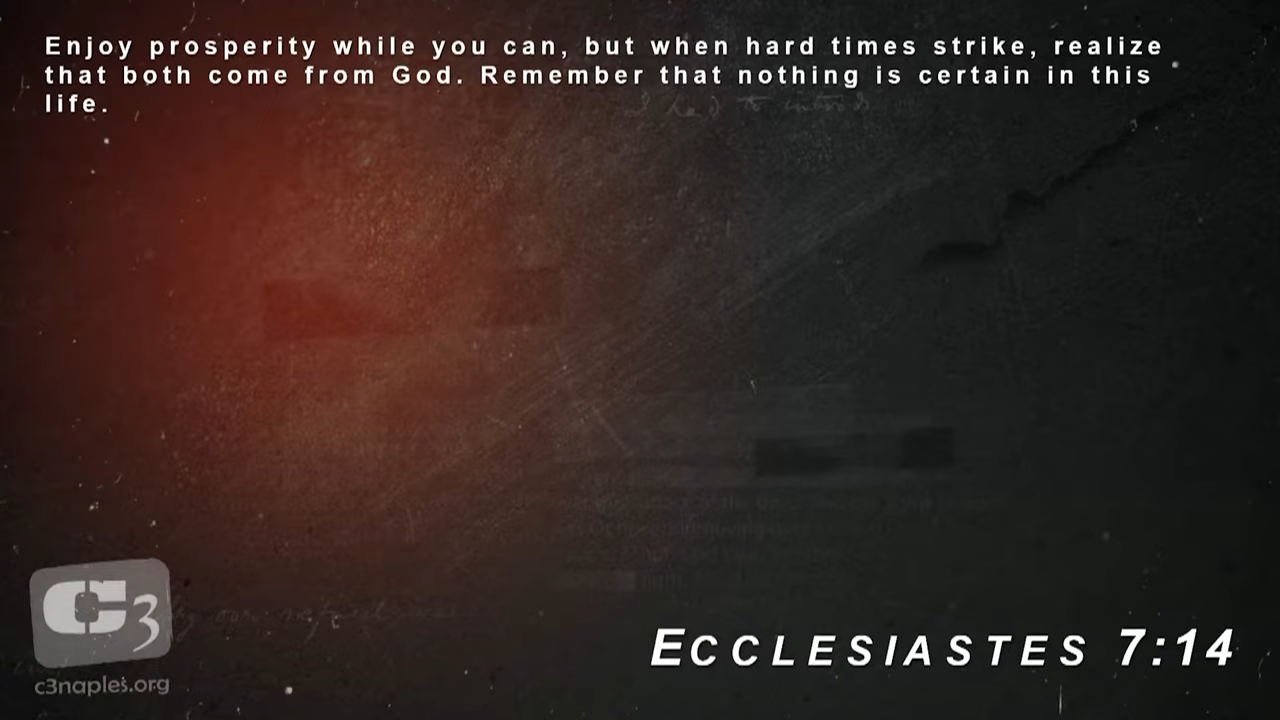 Enjoy prosperity while you can, but when hard times strike, realize
that both come from God. Remember that nothing is certain in this
life.
C3
c3naples.org
ECCLESIASTES 7:14